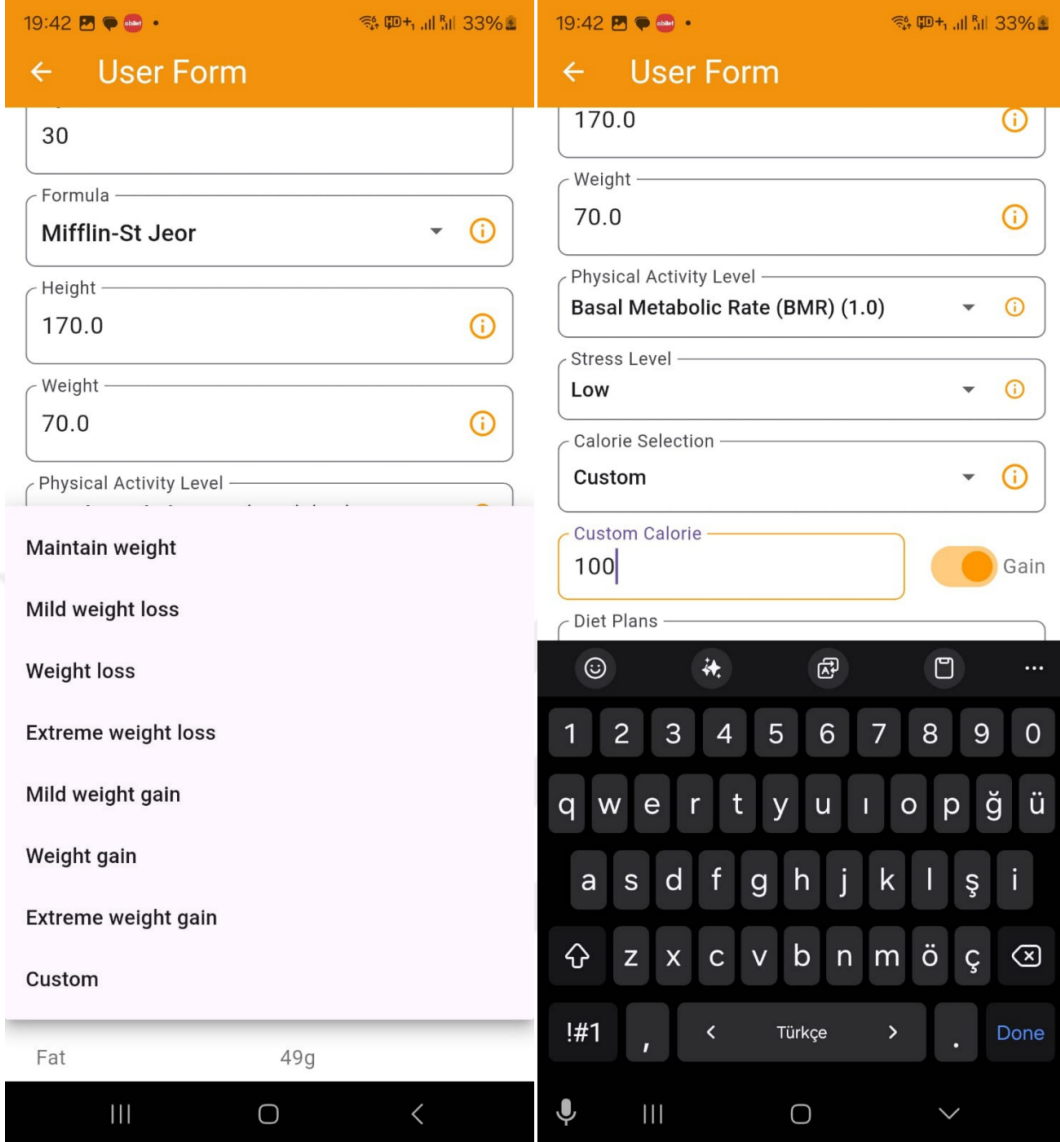 19:42
33%
User Form
30
Formula
Mifflin-St Jeor
Height
170.0
Weight
70.0
Physical Activity Level
Maintain weight
Mild weight loss
Weight loss
Extreme weight loss
Mild weight gain
Weight gain
Extreme weight gain
Custom
Fat 49g
19:42
33%
User Form
170.0
Weight
70.0
Physical Activity Level
Basal Metabolic Rate (BMR) (1.0)
Stress Level
Low
Calorie Selection
Custom
Custom Calorie
100
Gain
Diet Plans
1 2 3 4 5 6 7 8 9 0
q w e r t y u ı o p ğ ü
a s d f g h j k l ş i
z x c v b n m ö ç
!#1 , < Türkçe > . Done